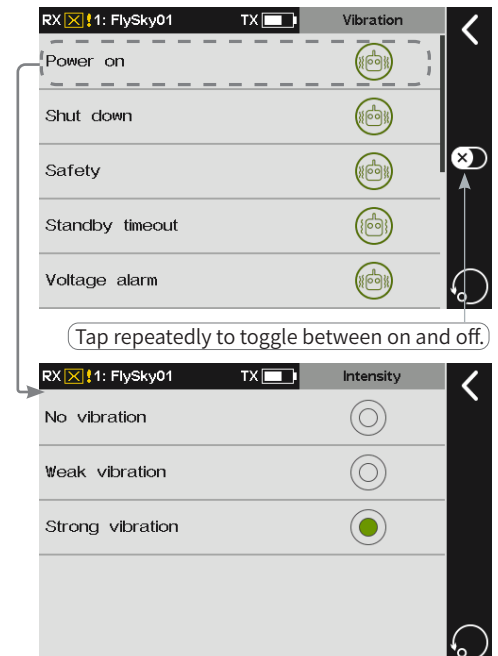 RX !1: FlySky01 TX Vibration
Power on
Shut down
Safety
Standby timeout
Voltage alarm
Tap repeatedly to toggle between on and off.
RX !1: FlySky01 TX Intensity
No vibration
Weak vibration
Strong vibration